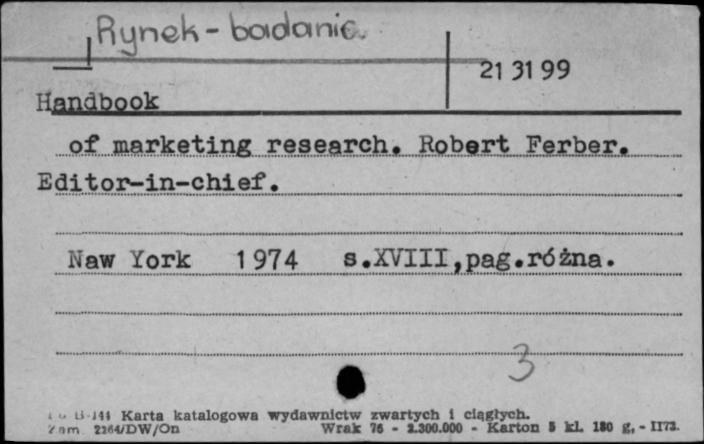 Rynek - badanie.
21 31 99
Handbook
of marketing research. Robert Ferber.
Editor-in-chief.
Naw York 1974 s.XVIII,pag.różna.
3
B-144 Karta katalogowa wydawnictw zwartych i ciągłych.
Zam. 2264/DW/On Wrak 76 - 2.300.000 - Karton 5 kl. 180 g,